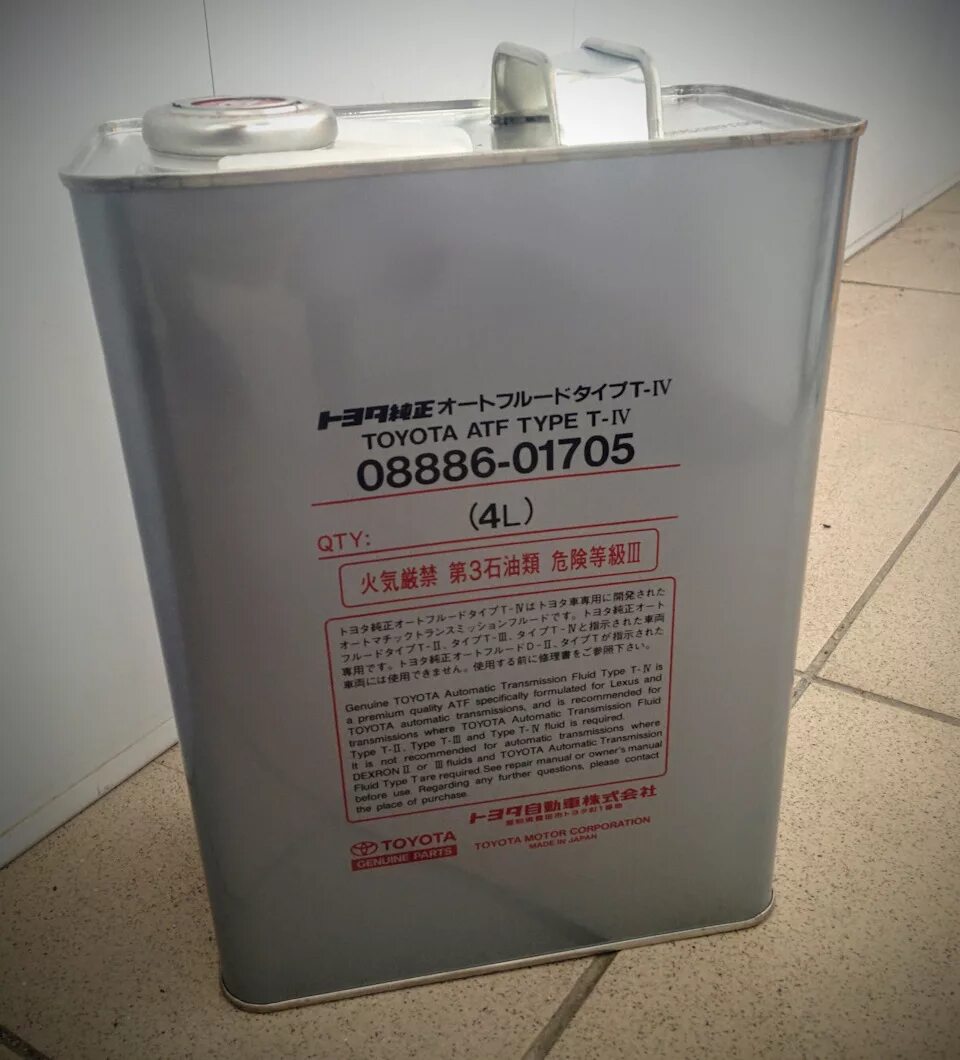 トヨタ純正オートフルードタイプT-Ⅳ
TOYOTA ATF TYPE T-Ⅳ
08886-01705
(4L)
QTY:
火気厳禁 第3石油類 危険等級Ⅲ
トヨタ純正オートフルードタイプT-Ⅳはトヨタ車専用に開発された
オートマチックトランスミッションフルードです。トヨタ純正オート
フルードタイプT-Ⅱ、タイプT-Ⅲ、タイプT-Ⅳと指示された車両
専用です。トヨタ純正オートフルードD-Ⅱ、タイプTが指示された
車両には使用できません。使用する前に修理書をご参照下さい。
Genuine TOYOTA Automatic Transmission Fluid Type T-Ⅳ is
a premium quality ATF specifically formulated for Lexus and
TOYOTA automatic transmissions, and is recommended for
transmissions where TOYOTA Automatic Transmission Fluid
Type T-Ⅱ, Type T-Ⅲ and Type T-Ⅳ fluid is required.
It is not recommended for automatic transmissions where
DEXRON Ⅱ or Ⅲ fluids and TOYOTA Automatic Transmission
Fluid Type T are required. See repair manual or owner's manual
before use. Regarding any further questions, please contact
the place of purchase.
トヨタ自動車株式会社
愛知県豊田市トヨタ町1番地
TOYOTA
GENUINE PARTS
TOYOTA MOTOR CORPORATION
MADE IN JAPAN